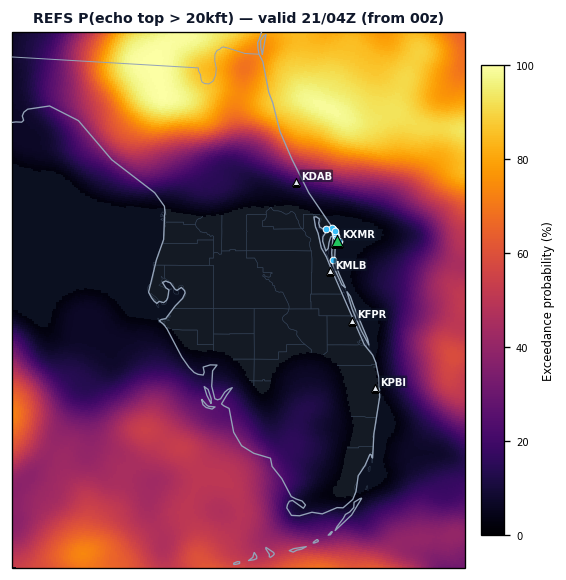 REFS P(echo top > 20kft) — valid 21/04Z (from 00z)
KDAB
KXMR
KMLB
KFPR
KPBI
100
80
60
40
20
0
Exceedance probability (%)